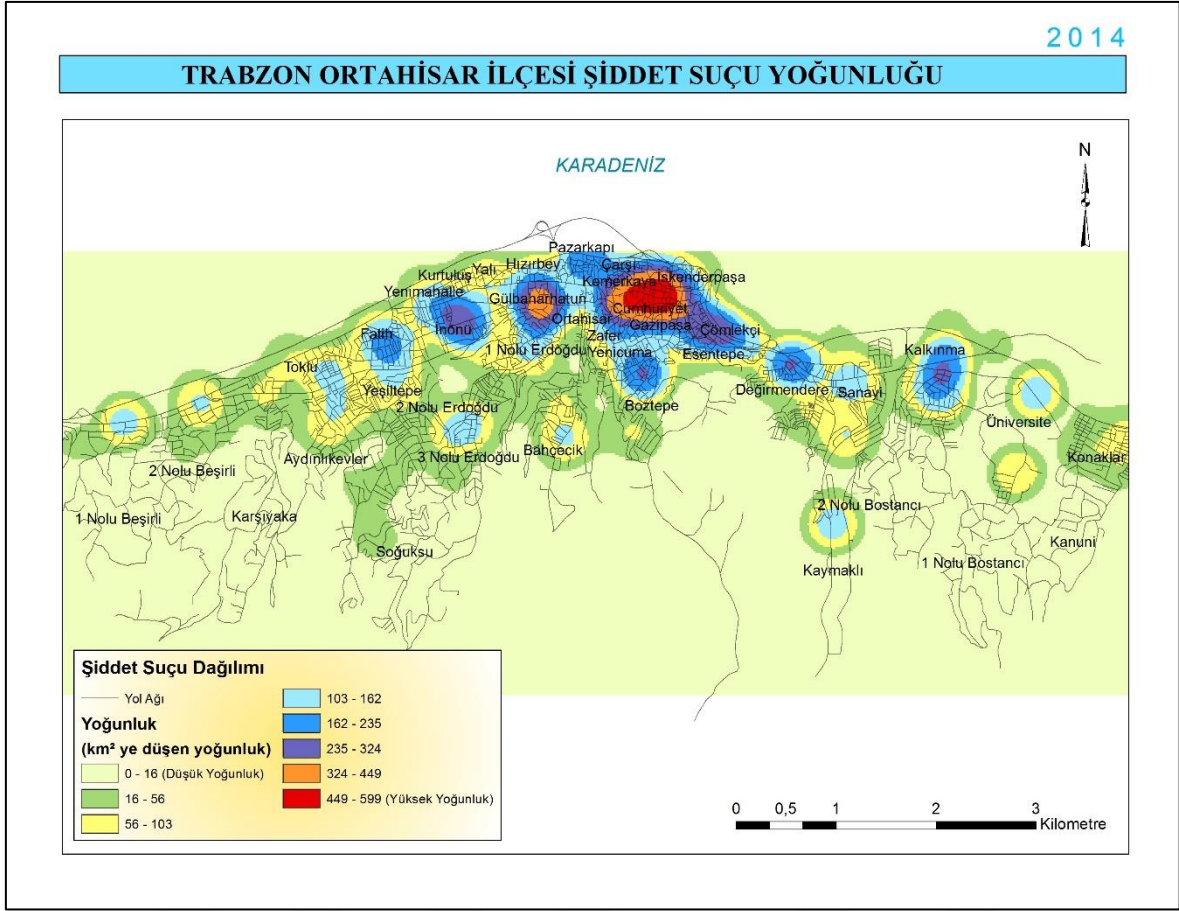 2014
TRABZON ORTAHİSAR İLÇESİ ŞİDDET SUÇU YOĞUNLUĞU
KARADENİZ
N
Pazarkapı
Hızırbey
Çarşı
Yalı
Kurtuluş
Kemerkaya
İskenderpaşa
Yenimahalle
Gülbaharhatun
Cumhuriyet
Ortahisar
Gazipaşa
Çömlekçi
Fatih
İnönü
Zafer
1 Nolu Erdoğdu
Yenicuma
Esentepe
Kalkınma
Toklu
Yeşiltepe
Değirmendere
Sanayi
2 Nolu Erdoğdu
Boztepe
Üniversite
Bahçecik
3 Nolu Erdoğdu
Aydınlıkevler
Konaklar
2 Nolu Beşirli
2 Nolu Bostancı
1 Nolu Beşirli
Karşıyaka
Kanuni
Soğuksu
1 Nolu Bostancı
Kaymaklı
Şiddet Suçu Dağılımı
Yol Ağı
Yoğunluk
(km² ye düşen yoğunluk)
0 - 16 (Düşük Yoğunluk)
16 - 56
56 - 103
103 - 162
162 - 235
235 - 324
324 - 449
449 - 599 (Yüksek Yoğunluk)
0 0,5 1 2 3
Kilometre